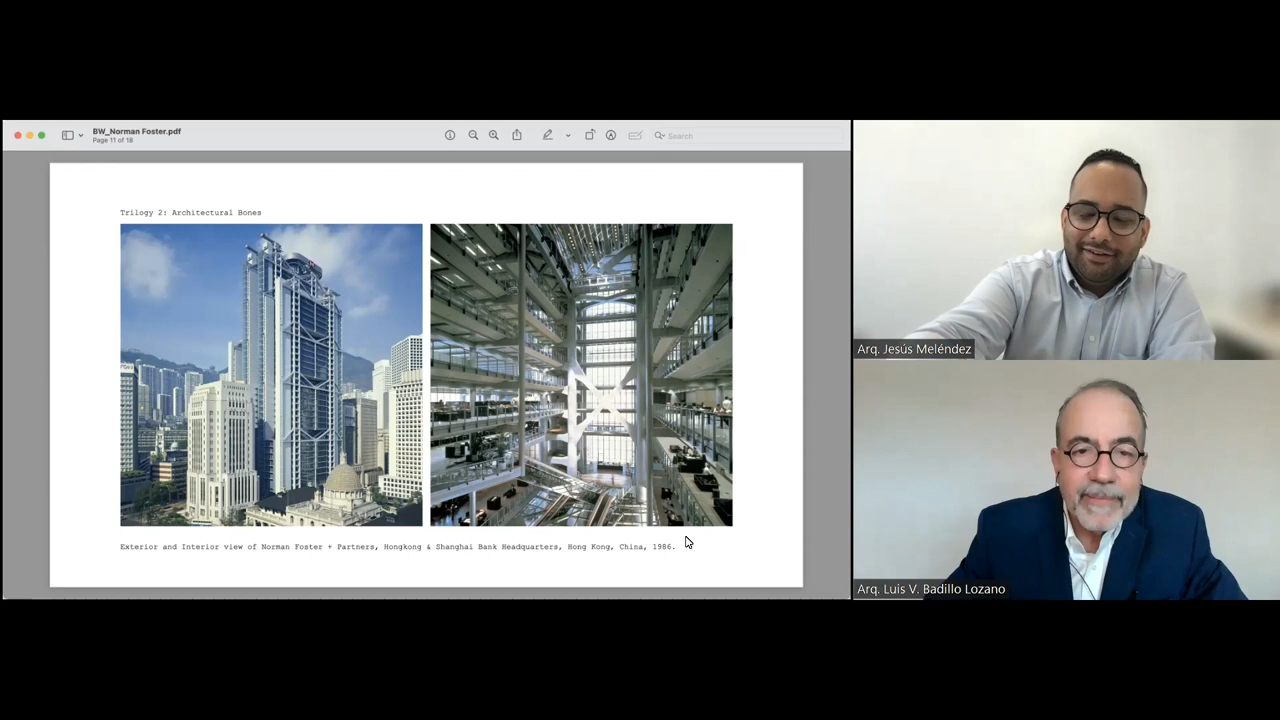 BW_Norman Foster.pdf
Page 11 of 18
Search
Trilogy 2: Architectural Bones
Exterior and Interior view of Norman Foster + Partners, Hongkong & Shanghai Bank Headquarters, Hong Kong, China, 1986.
Arq. Jesús Meléndez
Arq. Luis V. Badillo Lozano